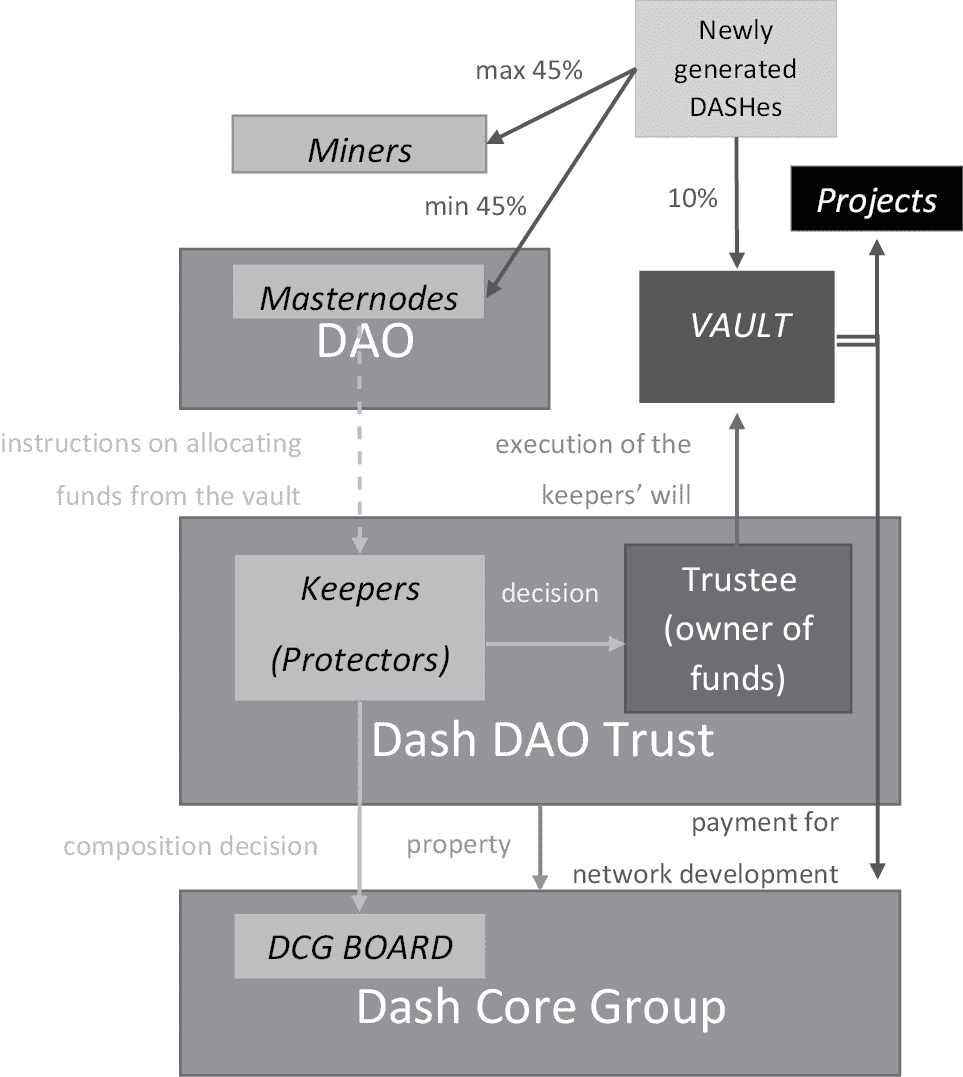 Newly
generated
DASHes
max 45%
Miners
min 45%
10%
Projects
Masternodes
DAO
VAULT
instructions on allocating
funds from the vault
execution of the
keepers’ will
Keepers
(Protectors)
decision
Trustee
(owner of
funds)
Dash DAO Trust
composition decision
property
payment for
network development
DCG BOARD
Dash Core Group